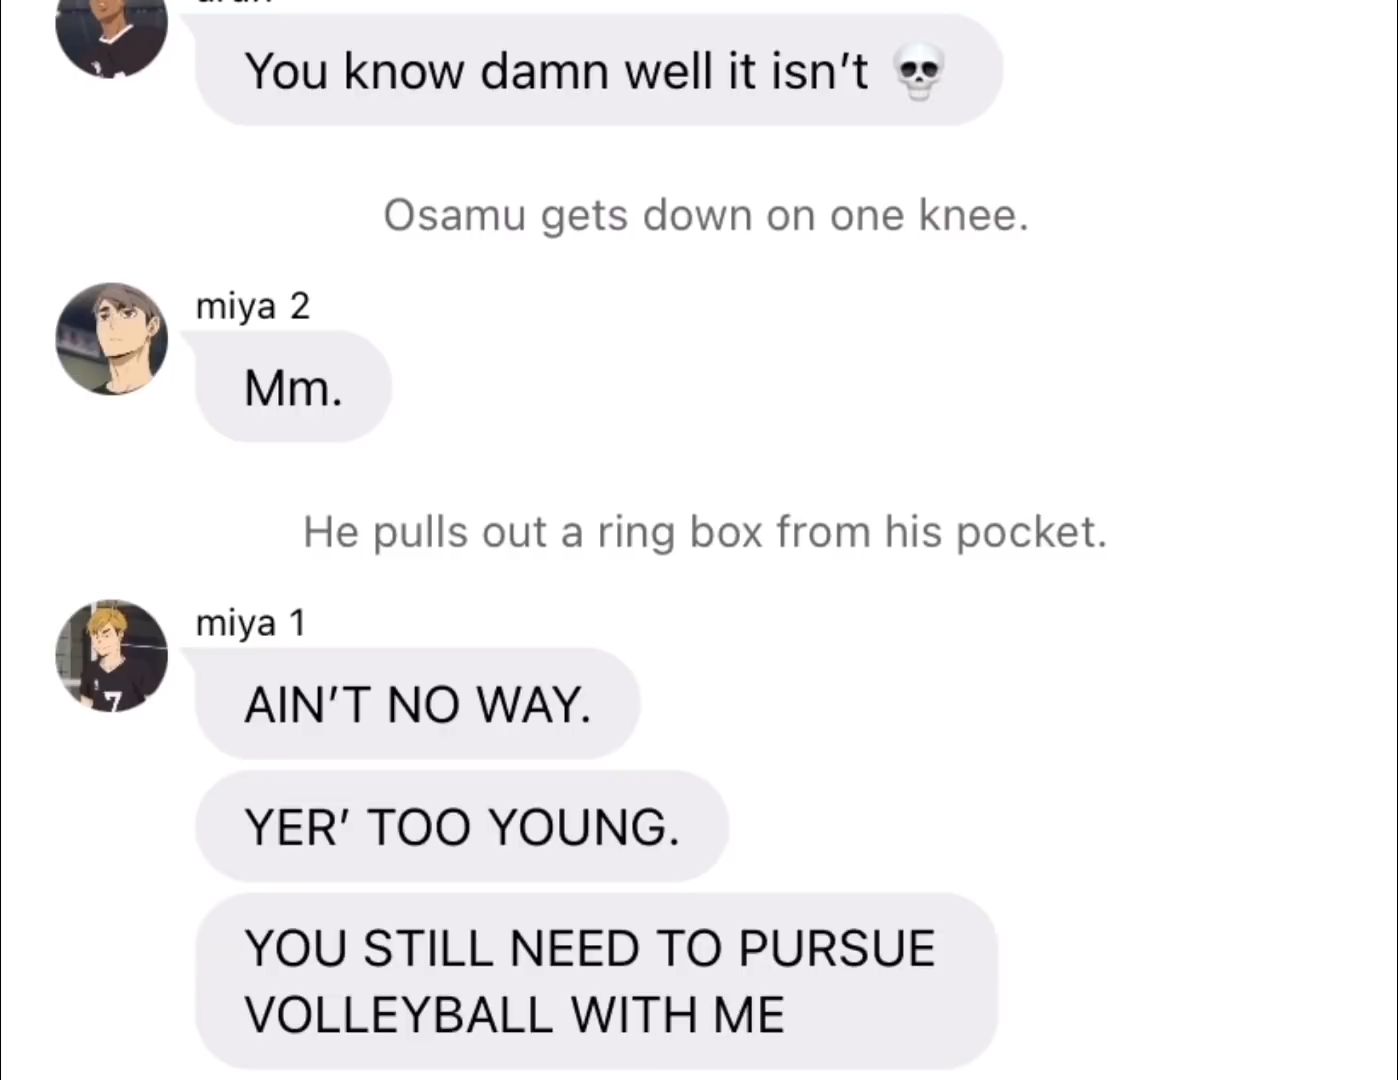 You know damn well it isn’t 💀
Osamu gets down on one knee.
miya 2
Mm.
He pulls out a ring box from his pocket.
miya 1
7
AIN’T NO WAY.
YER’ TOO YOUNG.
YOU STILL NEED TO PURSUE
VOLLEYBALL WITH ME